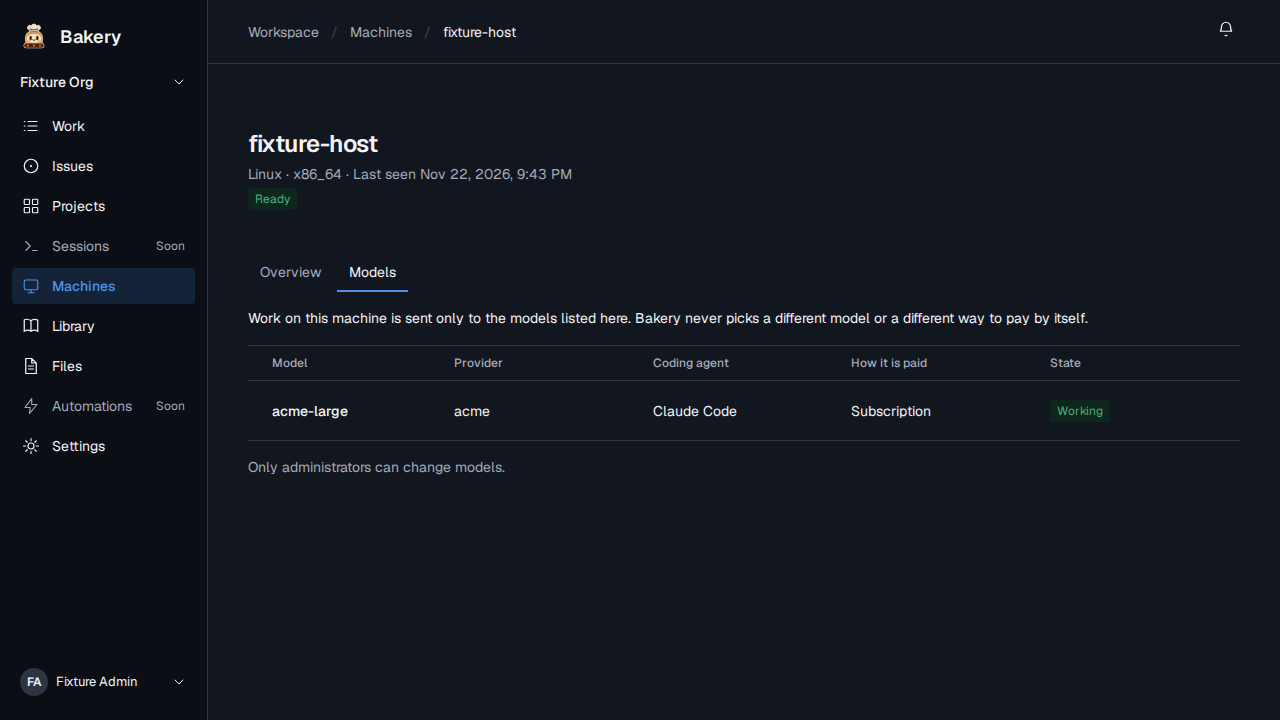 Bakery
Fixture Org
Work
Issues
Projects
Sessions Soon
Machines
Library
Files
Automations Soon
Settings
FA Fixture Admin
Workspace / Machines / fixture-host
fixture-host
Linux · x86_64 · Last seen Nov 22, 2026, 9:43 PM
Ready
Overview Models
Work on this machine is sent only to the models listed here. Bakery never picks a different model or a different way to pay by itself.
Model Provider Coding agent How it is paid State
acme-large acme Claude Code Subscription Working
Only administrators can change models.